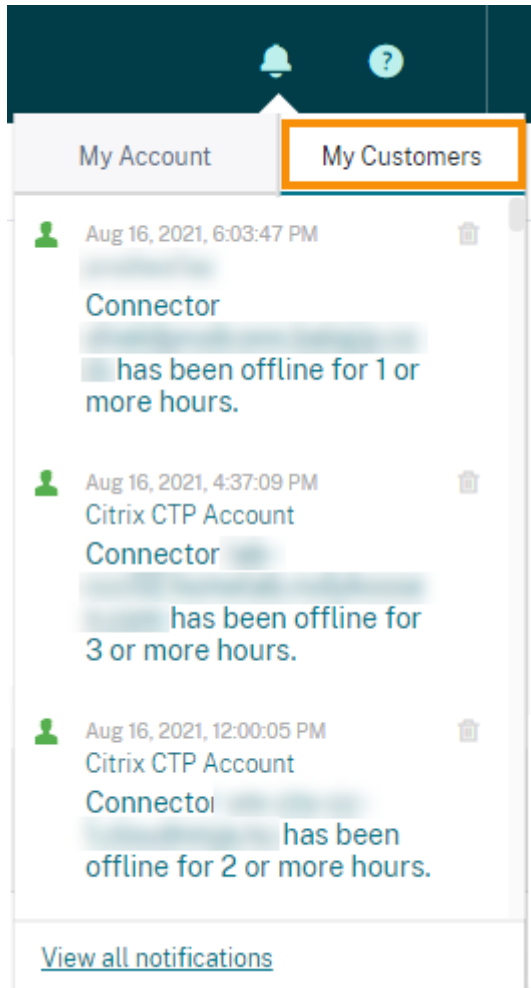 ?
My Account
My Customers
Aug 16, 2021, 6:03:47 PM
Connector
has been offline for 1 or
more hours.
Aug 16, 2021, 4:37:09 PM
Citrix CTP Account
Connector
has been offline for
3 or more hours.
Aug 16, 2021, 12:00:05 PM
Citrix CTP Account
Connector
has been
offline for 2 or more hours.
View all notifications